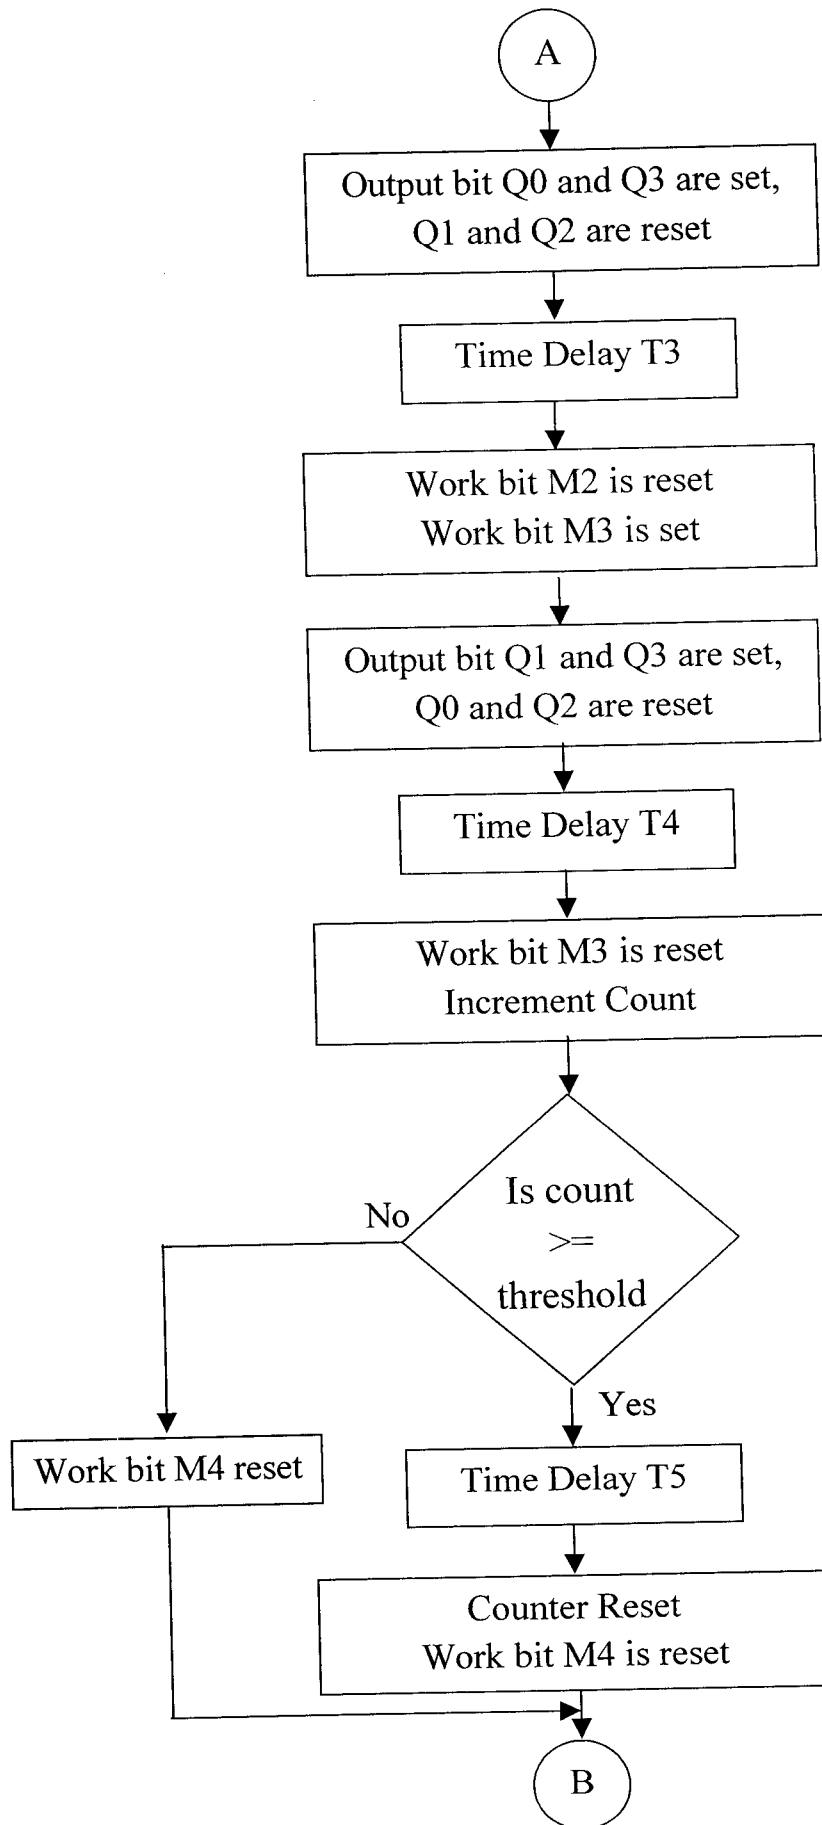 A
Output bit Q0 and Q3 are set,
Q1 and Q2 are reset
Time Delay T3
Work bit M2 is reset
Work bit M3 is set
Output bit Q1 and Q3 are set,
Q0 and Q2 are reset
Time Delay T4
Work bit M3 is reset
Increment Count
Is count
>=
threshold
No
Yes
Work bit M4 reset
Time Delay T5
Counter Reset
Work bit M4 is reset
B